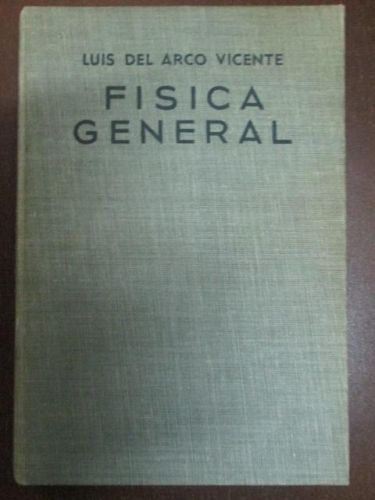 LUIS DEL ARCO VICENTE
FISICA
GENERAL